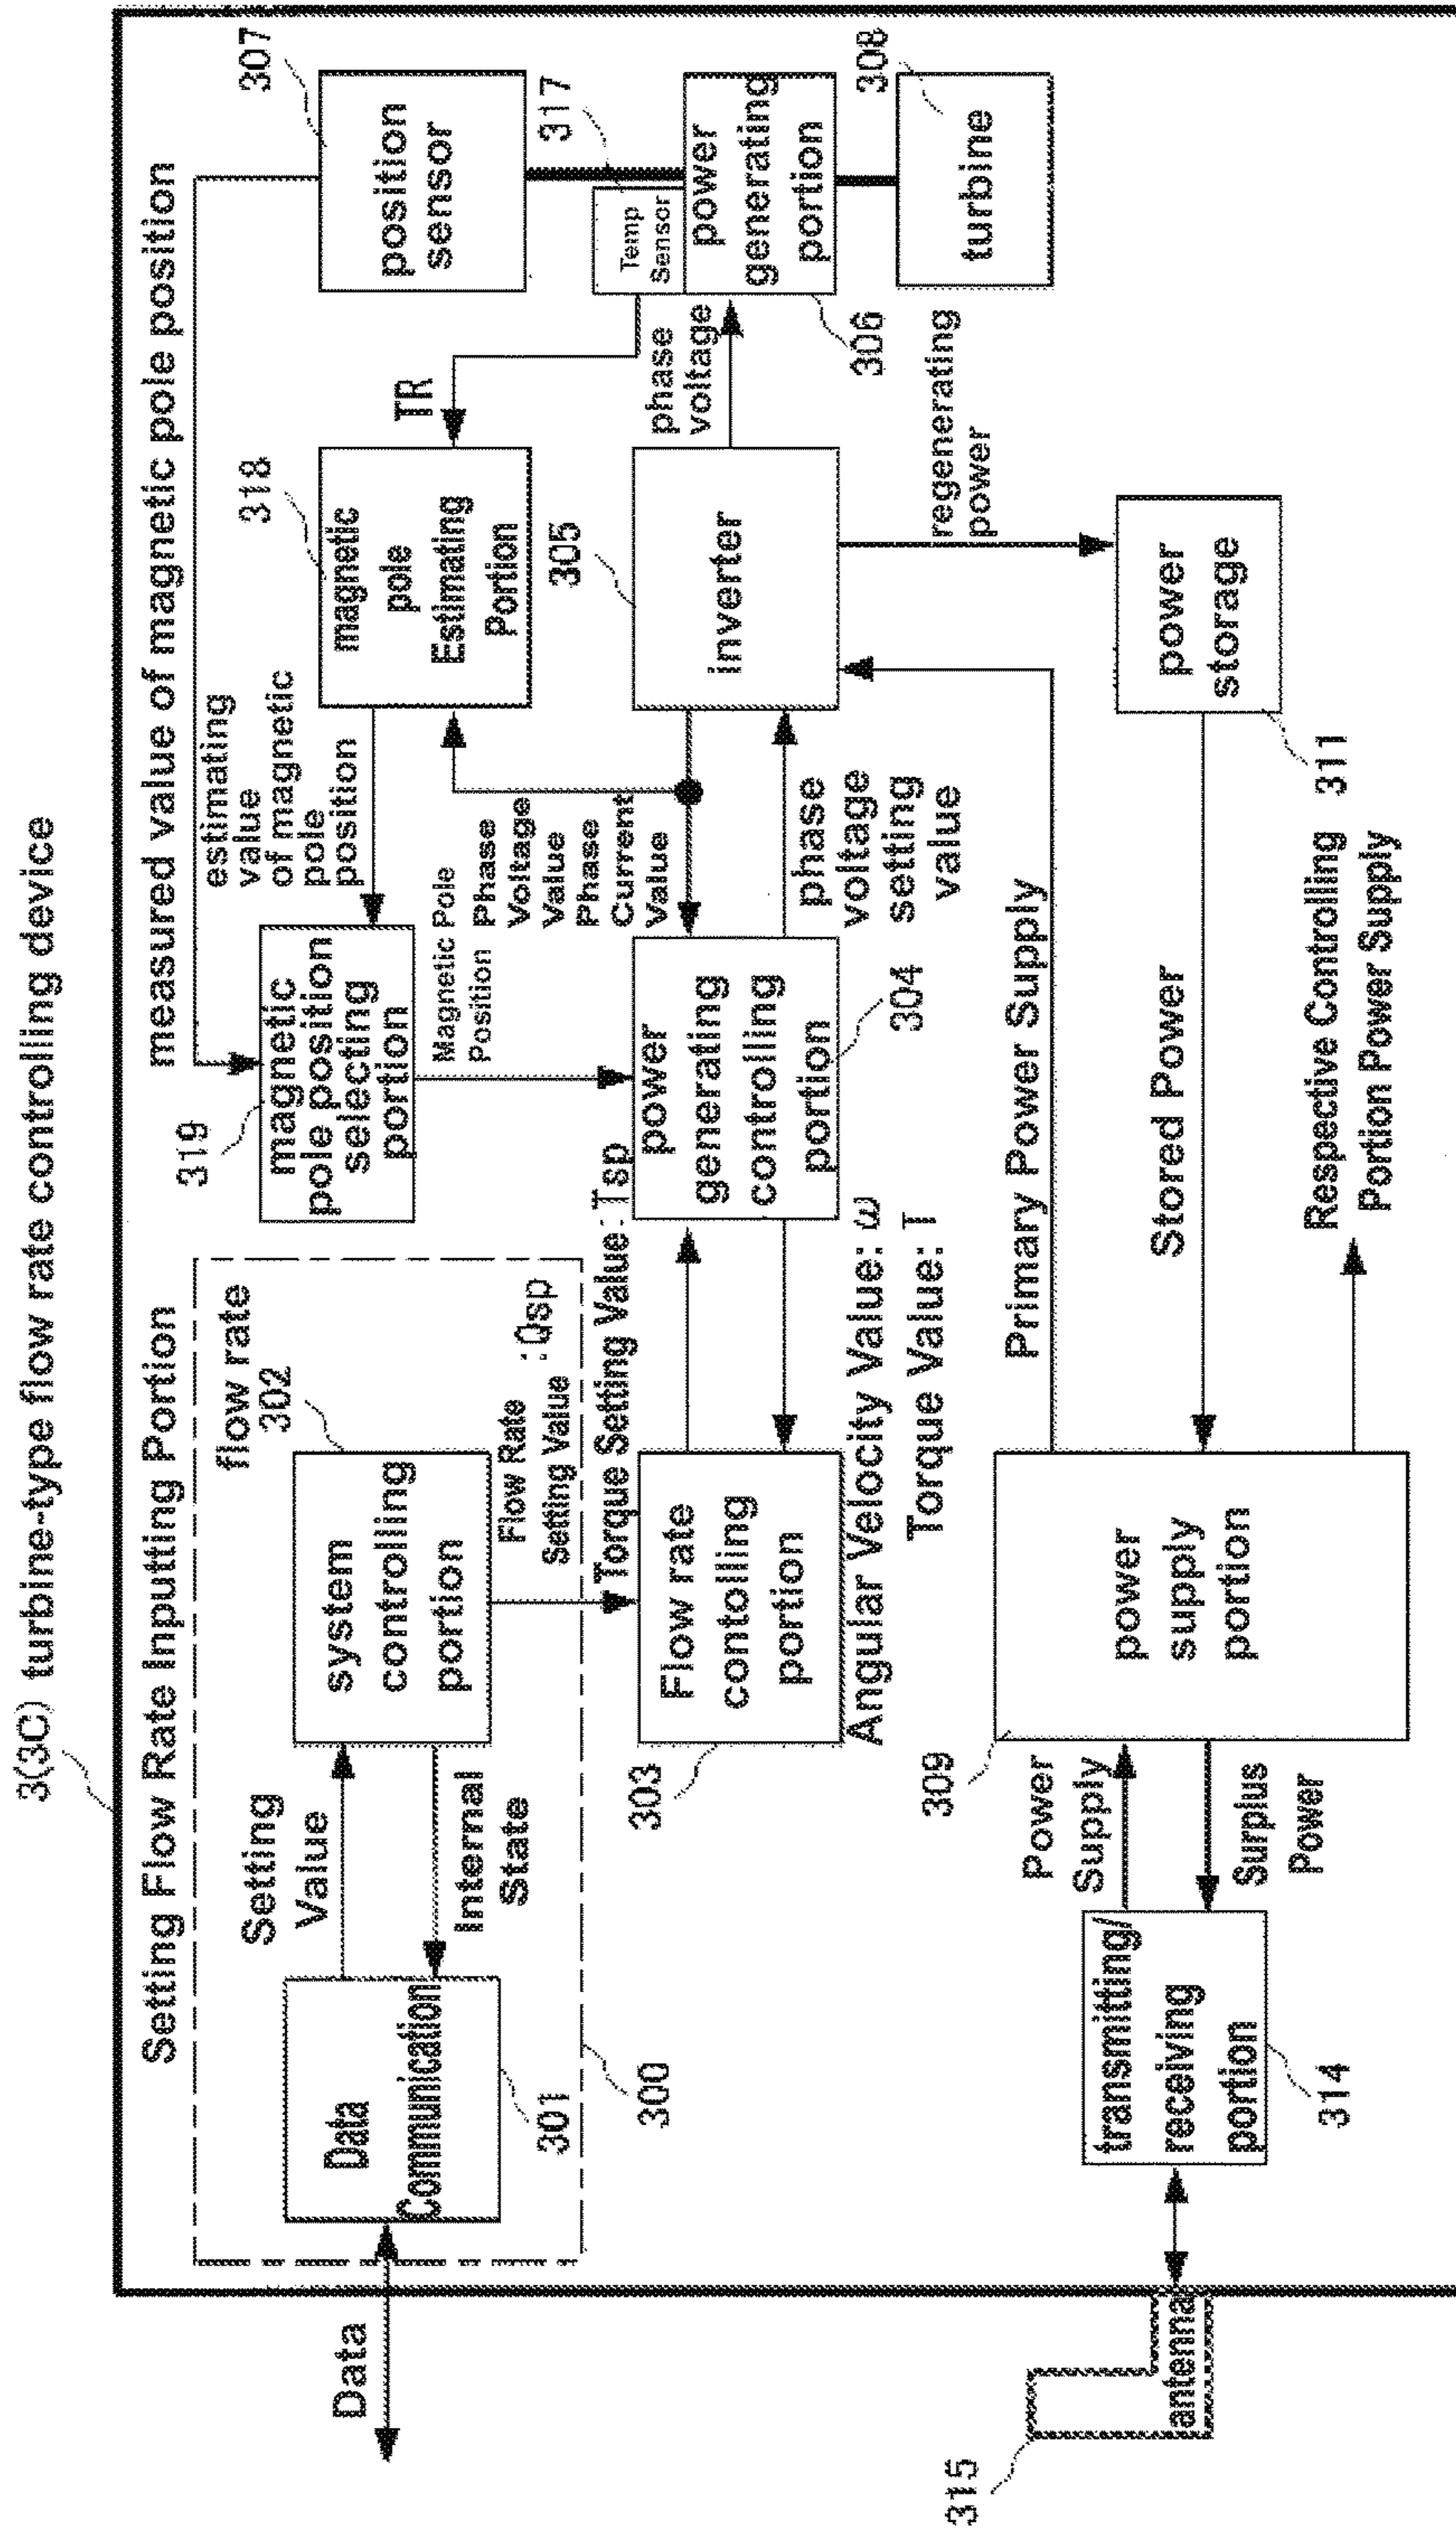 3(3C) turbine-type flow rate controlling device
Setting Flow Rate Inputting Portion
measured value of magnetic pole position
flow rate
302
Data
Data
Communication
301
300
Setting
Value
Internal
State
system
controlling
portion
Flow Rate
Setting Value
:Qsp
319
magnetic
pole position
selecting
portion
estimating
value
of magnetic
pole
position
318
magnetic
pole
Estimating
Portion
TR
307
position
sensor
317
Temp
Sensor
Magnetic Pole
Position
Phase
Voltage
Value
Phase
Current
Value
303
Flow rate
contolling
portion
Torque Setting Value:Tsp
Angular Velocity Value: ω
Torque Value: T
power
generating
controlling
portion
304
phase
voltage
setting
value
305
inverter
phase
voltage
power
generating
portion
306
308
turbine
regenerating
power
Primary Power Supply
Stored Power
power
storage
311
Respective Controlling
Portion Power Supply
309
power
supply
portion
Power
Supply
Surplus
Power
transmitting/
receiving
portion
314
antenna
315